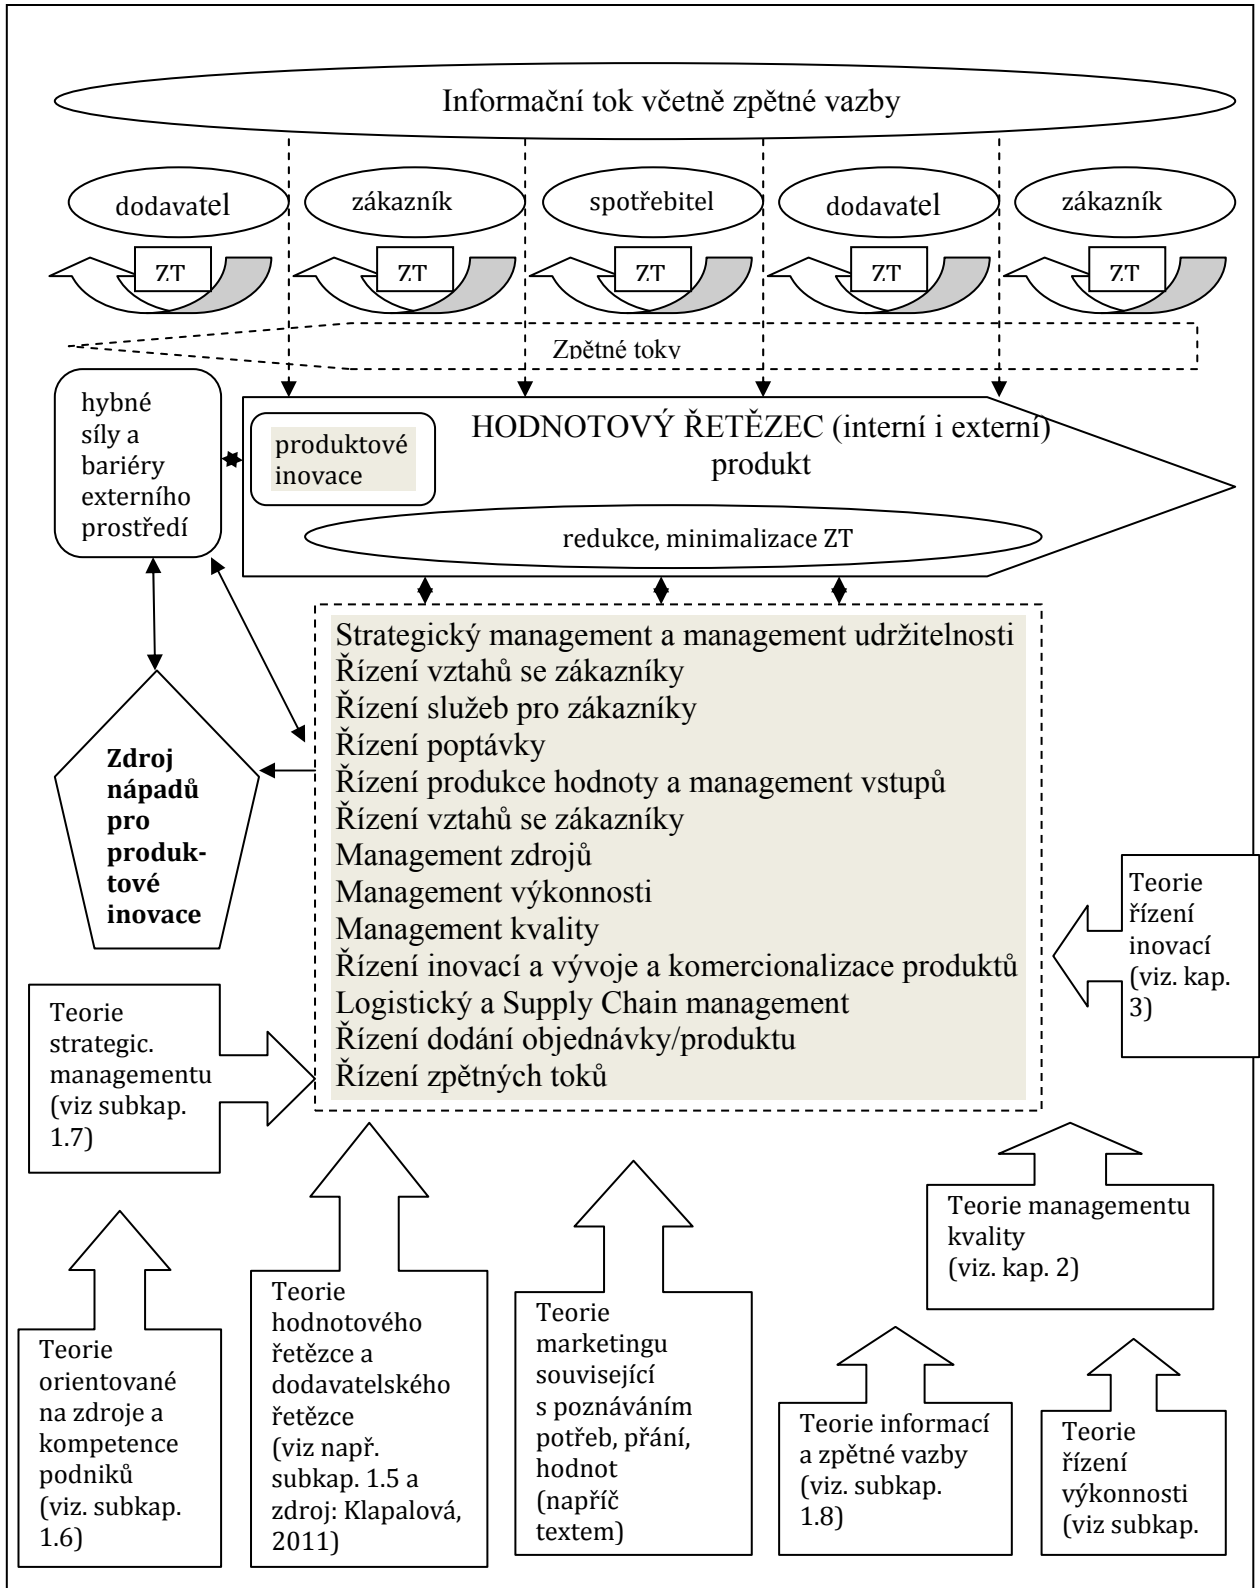 Informační tok včetně zpětné vazby
dodavatel
zákazník
spotřebitel
dodavatel
zákazník
ZT
ZT
ZT
ZT
ZT
Zpětné toky
hybné
síly a
bariéry
externího
prostředí
produktové
inovace
HODNOTOVÝ ŘETĚZEC (interní i externí)
produkt
redukce, minimalizace ZT
Strategický management a management udržitelnosti
Řízení vztahů se zákazníky
Řízení služeb pro zákazníky
Řízení poptávky
Řízení produkce hodnoty a management vstupů
Řízení vztahů se zákazníky
Management zdrojů
Management výkonnosti
Management kvality
Řízení inovací a vývoje a komercionalizace produktů
Logistický a Supply Chain management
Řízení dodání objednávky/produktu
Řízení zpětných toků
Zdroj
nápadů
pro
produk-
tové
inovace
Teorie
řízení
inovací
(viz. kap.
3)
Teorie
strategic.
managementu
(viz subkap.
1.7)
Teorie managementu
kvality
(viz. kap. 2)
Teorie
orientované
na zdroje a
kompetence
podniků
(viz. subkap.
1.6)
Teorie
hodnotového
řetězce a
dodavatelského
řetězce
(viz např.
subkap. 1.5 a
zdroj: Klapalová,
2011)
Teorie
marketingu
související
s poznáváním
potřeb, přání,
hodnot
(napříč
textem)
Teorie informací
a zpětné vazby
(viz. subkap.
1.8)
Teorie
řízení
výkonnosti
(viz subkap.